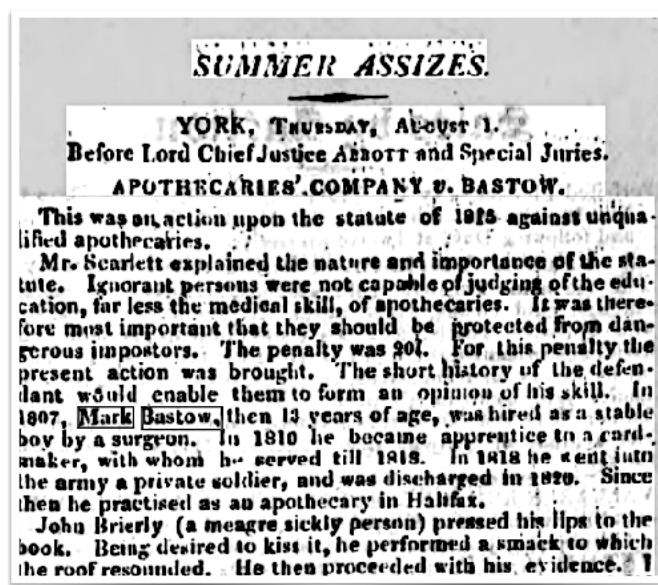 SUMMER ASSIZES.
YORK, THURSDAY, AUGUST 1.
Before Lord Chief Justice ABBOTT and Special Juries.
APOTHECARIES' COMPANY v. BASTOW.
This was an action upon the statute of 1815 against unqua-
lified apothecaries.
Mr. Scarlett explained the nature and importance of the sta-
tute. Ignorant persons were not capable of judging of the edu-
cation, far less the medical skill, of apothecaries. It was there-
fore most important that they should be protected from dan-
gerous impostors. The penalty was 20l. For this penalty the
present action was brought. The short history of the defen-
dant would enable them to form an opinion of his skill. In
1807, Mark Bastow, then 13 years of age, was hired as a stable
boy by a surgeon. In 1810 he became apprentice to a card-
maker, with whom he served till 1818. In 1818 he went into
the army a private soldier, and was discharged in 1820. Since
then he practised as an apothecary in Halifax.
John Brierly (a meagre sickly person) pressed his lips to the
book. Being desired to kiss it, he performed a smack to which
the roof resounded. He then proceeded with his evidence. I